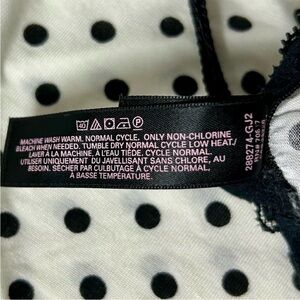 MACHINE WASH WARM, NORMAL CYCLE. ONLY NON-CHLORINE
BLEACH WHEN NEEDED. TUMBLE DRY NORMAL CYCLE LOW HEAT./
LAVER À LA MACHINE, À L'EAU TIÈDE. CYCLE NORMAL.
UTILISER UNIQUEMENT DU JAVELLISANT SANS CHLORE, AU
BESOIN. SÉCHER PAR CULBUTAGE À CYCLE NORMAL,
À BASSE TEMPÉRATURE.
288274-GJ2